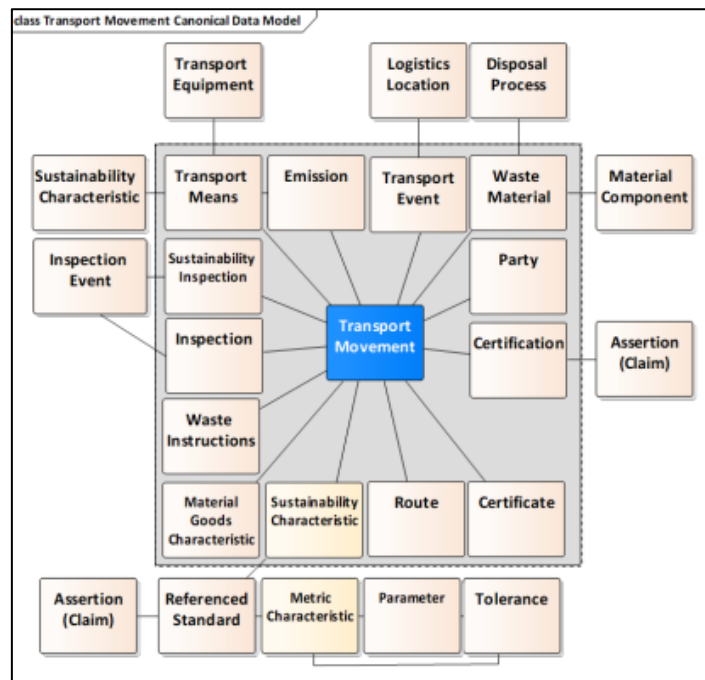 class Transport Movement Canonical Data Model
Transport
Equipment
Logistics
Location
Disposal
Process
Sustainability
Characteristic
Transport
Means
Emission
Transport
Event
Waste
Material
Material
Component
Inspection
Event
Sustainability
Inspection
Party
Transport
Movement
Inspection
Certification
Assertion
(Claim)
Waste
Instructions
Material
Goods
Characteristic
Sustainability
Characteristic
Route
Certificate
Assertion
(Claim)
Referenced
Standard
Metric
Characteristic
Parameter
Tolerance